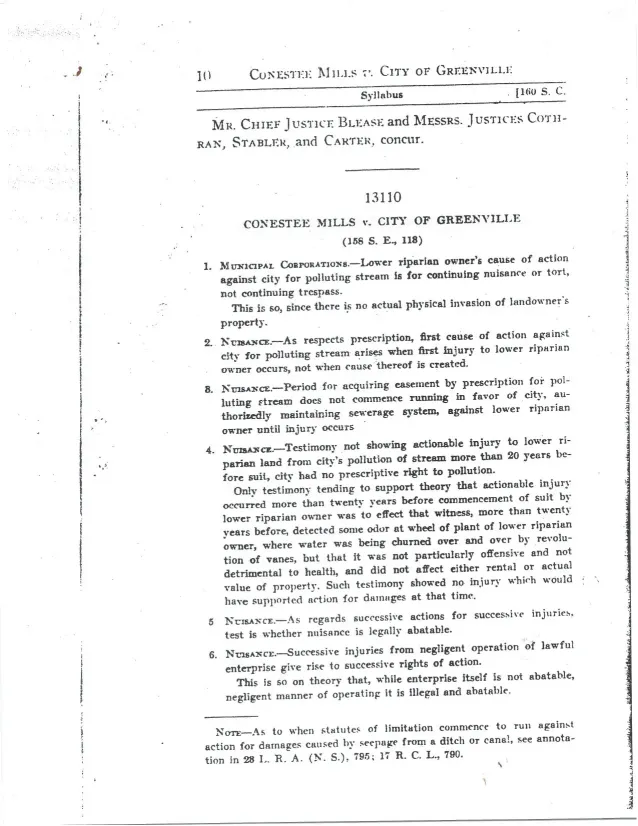 10 CONESTEE MILLS v. CITY OF GREENVILLE
Syllabus [160 S. C.
MR. CHIEF JUSTICE BLEASE and MESSRS. JUSTICES COTH-
RAN, STABLER, and CARTER, concur.
13110
CONESTEE MILLS v. CITY OF GREENVILLE
(158 S. E., 118)
1. MUNICIPAL CORPORATIONS.—Lower riparian owner's cause of action
against city for polluting stream is for continuing nuisance or tort,
not continuing trespass.
This is so, since there is no actual physical invasion of landowner's
property.
2. NUISANCE.—As respects prescription, first cause of action against
city for polluting stream arises when first injury to lower riparian
owner occurs, not when cause thereof is created.
3. NUISANCE.—Period for acquiring easement by prescription for pol-
luting stream does not commence running in favor of city, au-
thorizedly maintaining sewerage system, against lower riparian
owner until injury occurs
4. NUISANCE.—Testimony not showing actionable injury to lower ri-
parian land from city's pollution of stream more than 20 years be-
fore suit, city had no prescriptive right to pollution.
Only testimony tending to support theory that actionable injury
occurred more than twenty years before commencement of suit by
lower riparian owner was to effect that witness, more than twenty
years before, detected some odor at wheel of plant of lower riparian
owner, where water was being churned over and over by revolu-
tion of vanes, but that it was not particularly offensive and not
detrimental to health, and did not affect either rental or actual
value of property. Such testimony showed no injury which would
have supported action for damages at that time.
5 NUISANCE.—As regards successive actions for successive injuries,
test is whether nuisance is legally abatable.
6. NUISANCE.—Successive injuries from negligent operation of lawful
enterprise give rise to successive rights of action.
This is so on theory that, while enterprise itself is not abatable,
negligent manner of operating it is illegal and abatable.
NOTE—As to when statutes of limitation commence to run against
action for damages caused by seepage from a ditch or canal, see annota-
tion in 28 L. R. A. (N. S.), 795; 17 R. C. L., 790.